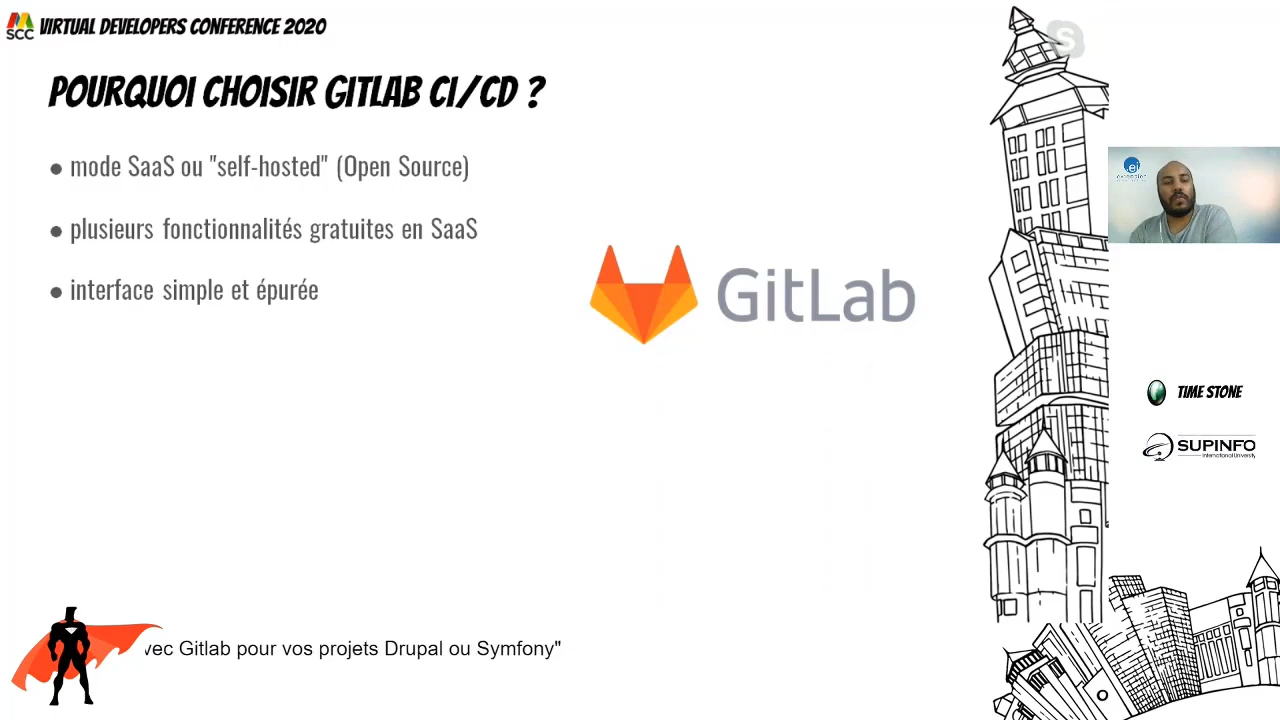 SCC VIRTUAL DEVELOPERS CONFERENCE 2020
POURQUOI CHOISIR GITLAB CI/CD ?
● mode SaaS ou "self-hosted" (Open Source)
● plusieurs fonctionnalités gratuites en SaaS
● interface simple et épurée
GitLab
S
ei
TIME STONE
SUPINFO
International University
vec Gitlab pour vos projets Drupal ou Symfony"